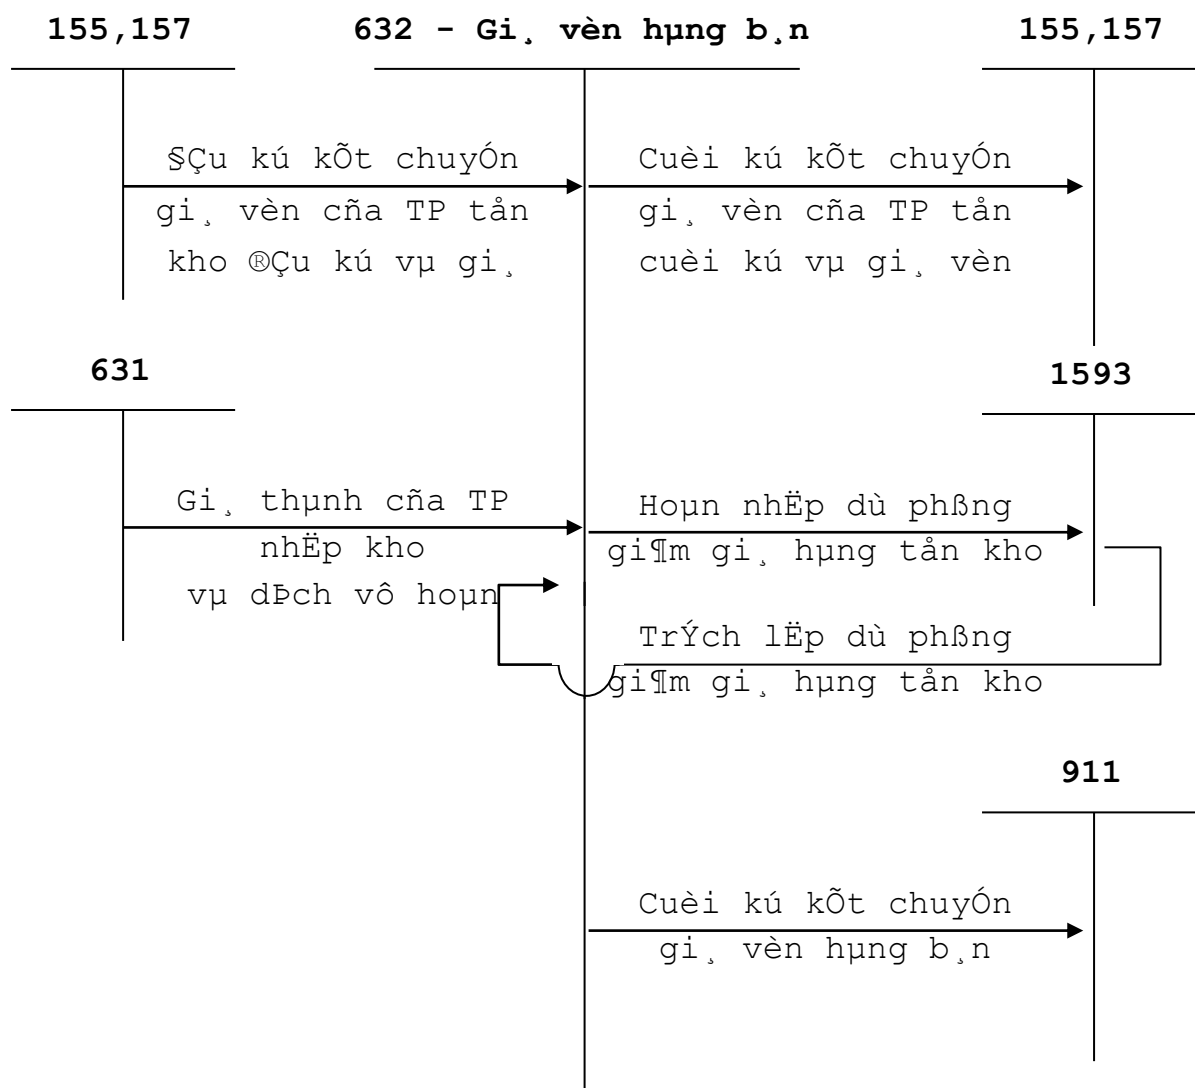 155,157
632 - Gi¸ vèn hµng b¸n
155,157
§Çu kú kÕt chuyÓn
gi¸ vèn cña TP tån
kho ®Çu kú vµ gi¸
Cuèi kú kÕt chuyÓn
gi¸ vèn cña TP tån
cuèi kú vµ gi¸ vèn
631
1593
Gi¸ thµnh cña TP
nhËp kho
vµ dÞch vô hoµn
Hoµn nhËp dù phßng
gi¶m gi¸ hµng tån kho
TrÝch lËp dù phßng
gi¶m gi¸ hµng tån kho
911
Cuèi kú kÕt chuyÓn
gi¸ vèn hµng b¸n